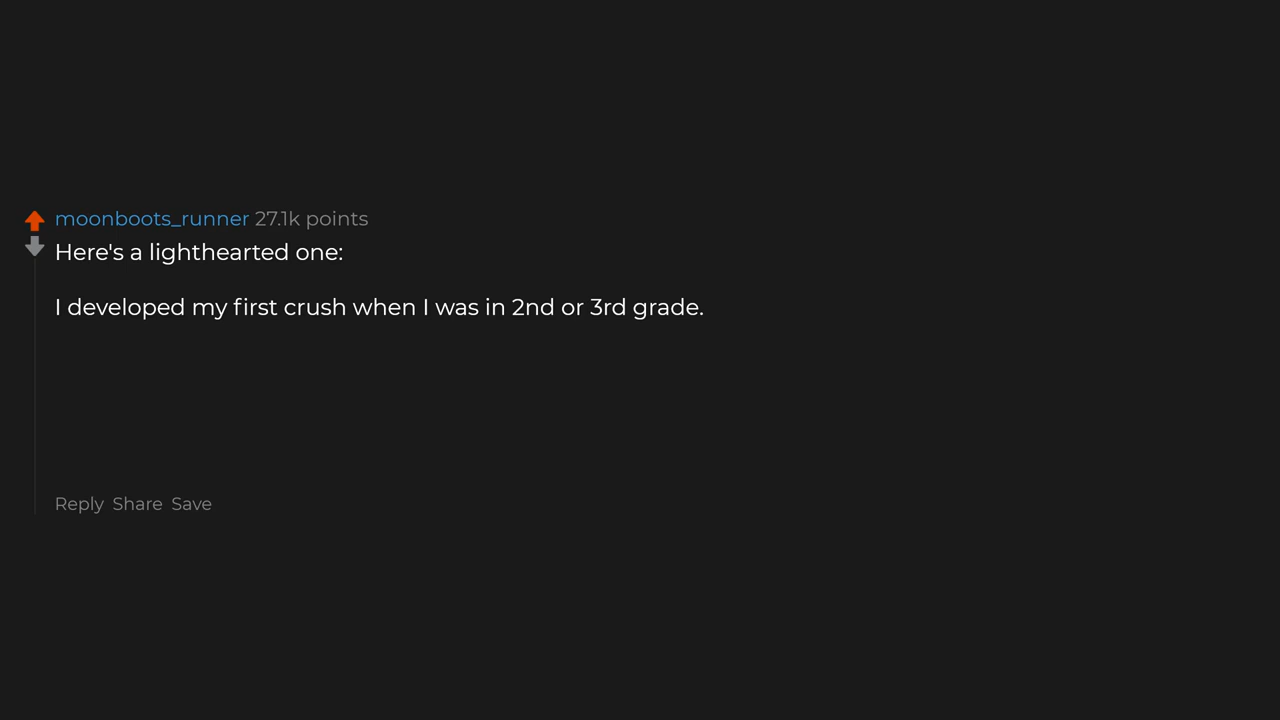 moonboots_runner 27.1k points
Here's a lighthearted one:
I developed my first crush when I was in 2nd or 3rd grade.
Reply Share Save